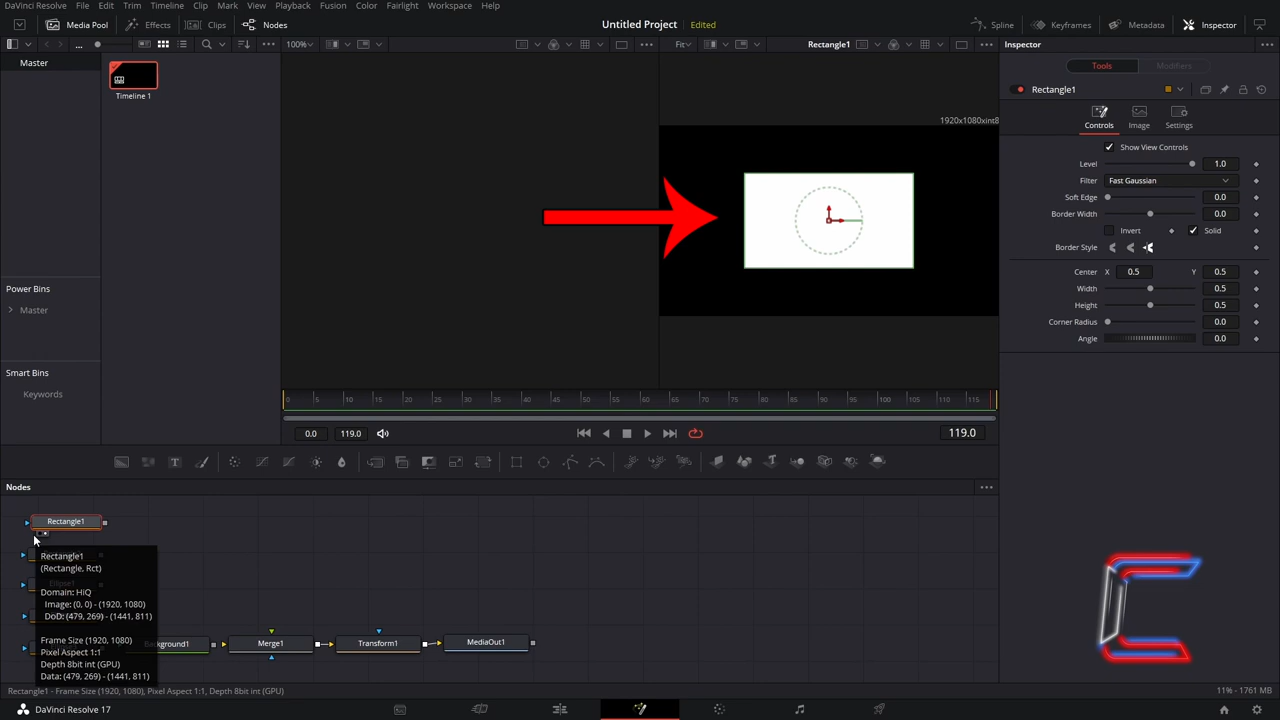 DaVinci Resolve File Edit Trim Timeline Clip Mark View Playback Fusion Color Fairlight Workspace Help
Media Pool Effects Clips Nodes Untitled Project Edited Spline Keyframes Metadata Inspector
... 100% Fit Rectangle1 Inspector
Master
Timeline 1
Power Bins
Master
Smart Bins
Keywords
1920x1080xint8
Tools Modifiers
Rectangle1
Controls Image Settings
Show View Controls
Level 1.0
Filter Fast Gaussian
Soft Edge 0.0
Border Width 0.0
Invert Solid
Border Style
Center X 0.5 Y 0.5
Width 0.5
Height 0.5
Corner Radius 0.0
Angle 0.0
0 5 10 15 20 25 30 35 40 45 50 55 60 65 70 75 80 85 90 95 100 105 110 115
0.0 119.0 119.0
Nodes
Rectangle1
Rectangle1
(Rectangle, Rct)
Ellipse1
Domain: HiQ
Image: (0, 0) - (1920, 1080)
DoD: (479, 269) - (1441, 811)
Frame Size (1920, 1080)
Pixel Aspect 1:1
Depth 8bit int (GPU)
Data: (479, 269) - (1441, 811)
Background1 Merge1 Transform1 MediaOut1
Rectangle1 - Frame Size (1920, 1080), Pixel Aspect 1:1, Depth 8bit int (GPU) 11% - 1761 MB
DaVinci Resolve 17